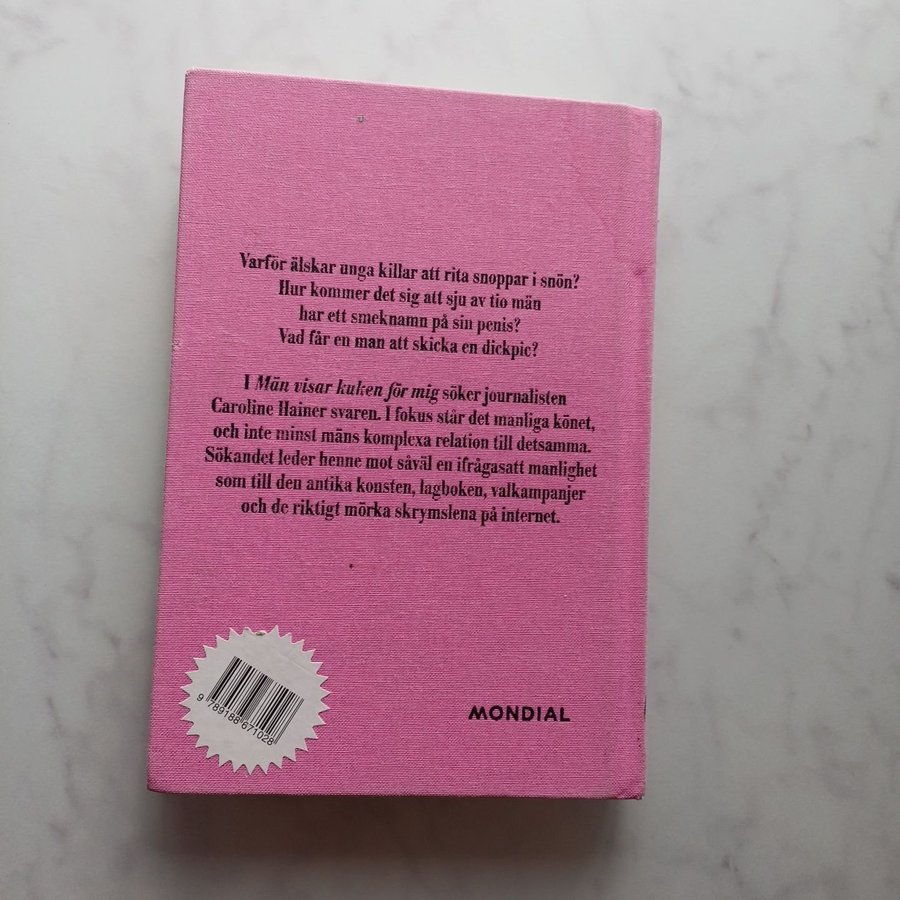 Varför älskar unga killar att rita snoppar i snön?
Hur kommer det sig att sju av tio män
har ett smeknamn på sin penis?
Vad får en man att skicka en dickpic?
I Män visar kuken för mig söker journalisten
Caroline Hainer svaren. I fokus står det manliga könet,
och inte minst mäns komplexa relation till detsamma.
Sökandet leder henne mot såväl en ifrågasatt manlighet
som till den antika konsten, lagboken, valkampanjer
och de riktigt mörka skrymslena på internet.
9 789188 671028
MONDIAL